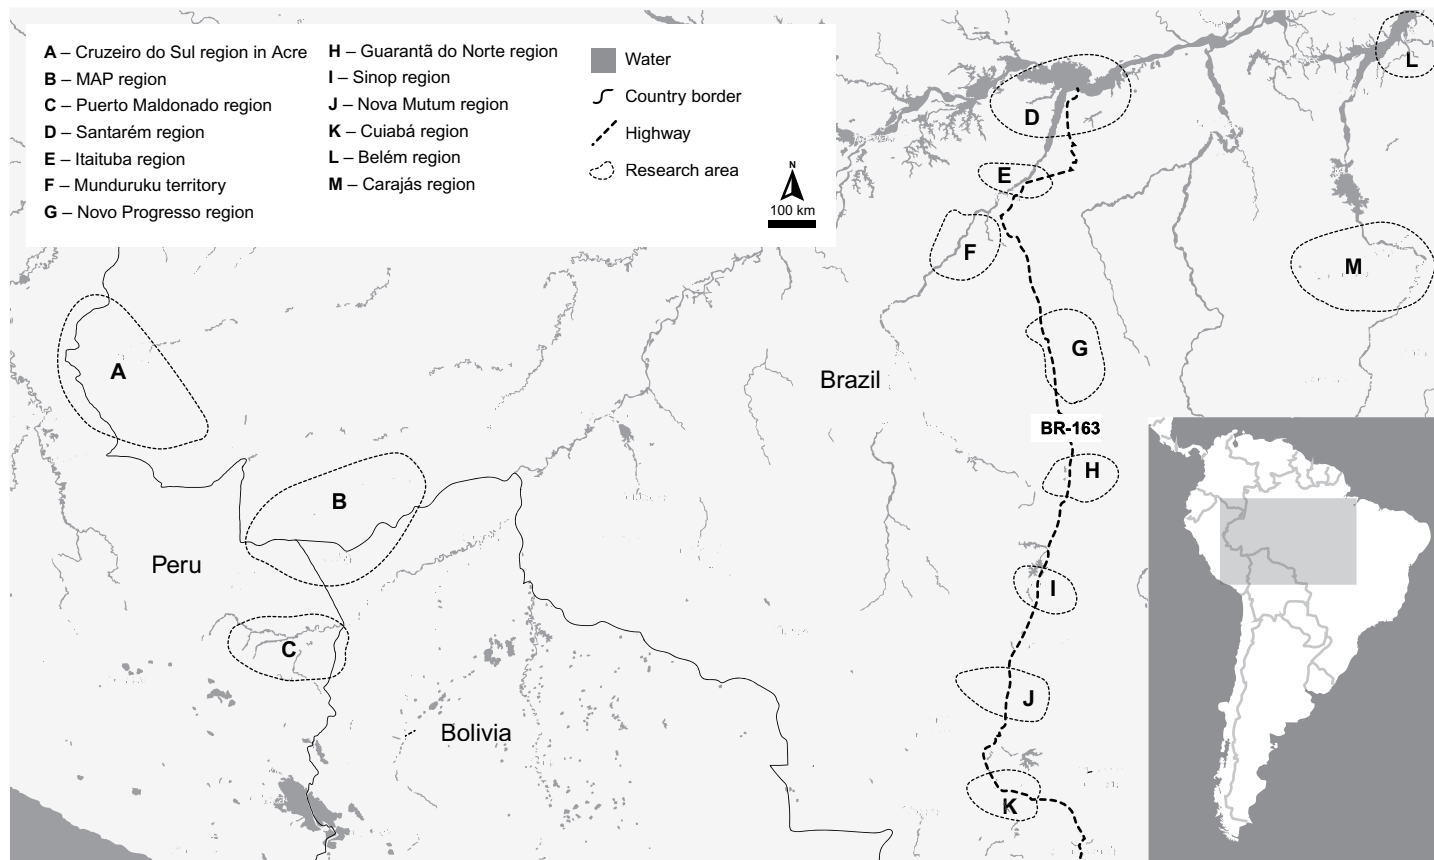 A – Cruzeiro do Sul region in Acre
B – MAP region
C – Puerto Maldonado region
D – Santarém region
E – Itaituba region
F – Munduruku territory
G – Novo Progresso region
H – Guarantã do Norte region
I – Sinop region
J – Nova Mutum region
K – Cuiabá region
L – Belém region
M – Carajás region
Water
Country border
Highway
Research area
N
100 km
L
D
E
F
M
A
G
Brazil
BR-163
H
B
Peru
I
C
J
Bolivia
K